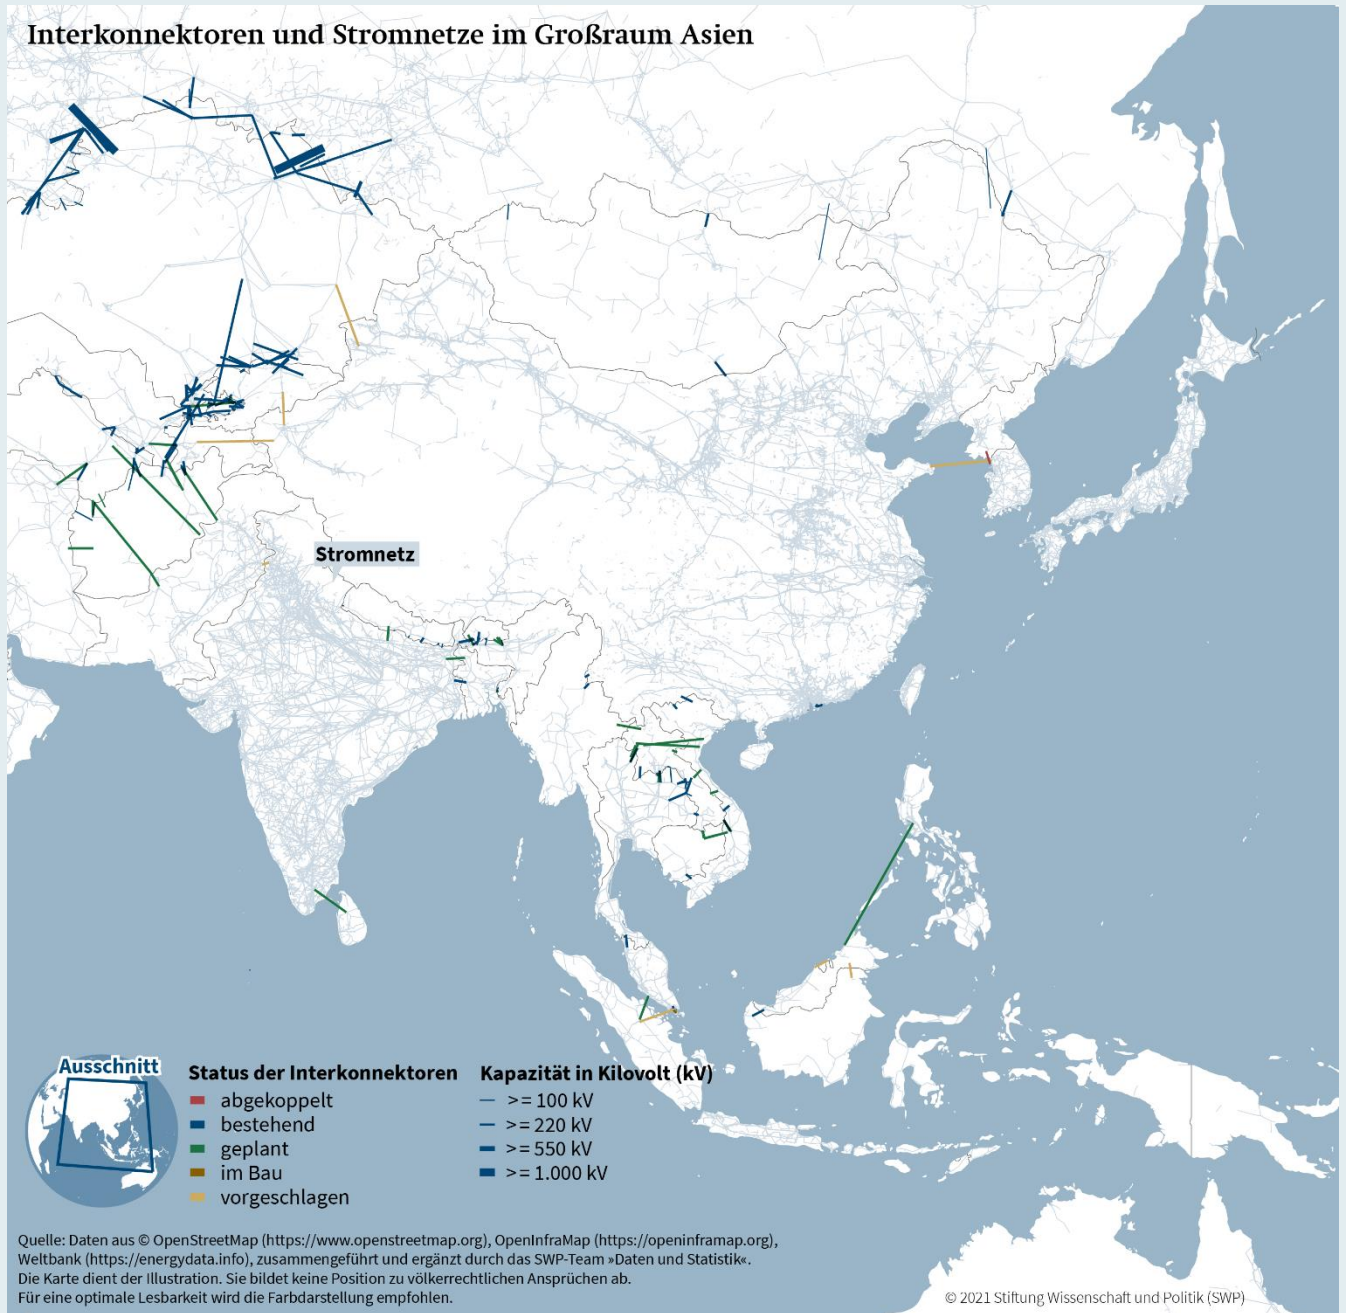 Interkonnektoren und Stromnetze im Großraum Asien
Stromnetz
Ausschnitt
Status der Interkonnektoren
abgekoppelt
bestehend
geplant
im Bau
vorgeschlagen
Kapazität in Kilovolt (kV)
>= 100 kV
>= 220 kV
>= 550 kV
>= 1.000 kV
Quelle: Daten aus © OpenStreetMap (https://www.openstreetmap.org), OpenInfraMap (https://openinframap.org),
Weltbank (https://energydata.info), zusammengeführt und ergänzt durch das SWP-Team »Daten und Statistik«.
Die Karte dient der Illustration. Sie bildet keine Position zu völkerrechtlichen Ansprüchen ab.
Für eine optimale Lesbarkeit wird die Farbdarstellung empfohlen.
© 2021 Stiftung Wissenschaft und Politik (SWP)